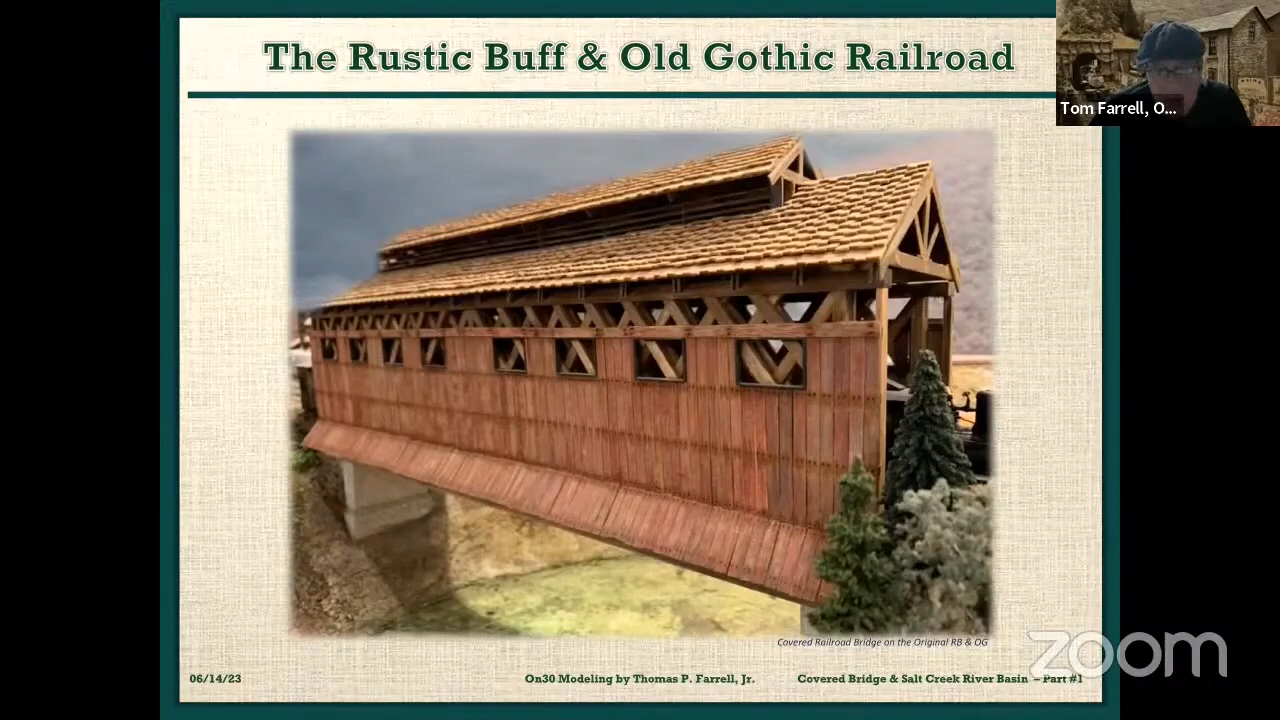 The Rustic Buff & Old Gothic Railroad
Tom Farrell, O...
Covered Railroad Bridge on the Original RB & OG
zoom
06/14/23
On30 Modeling by Thomas P. Farrell, Jr.
Covered Bridge & Salt Creek River Basin – Part #1